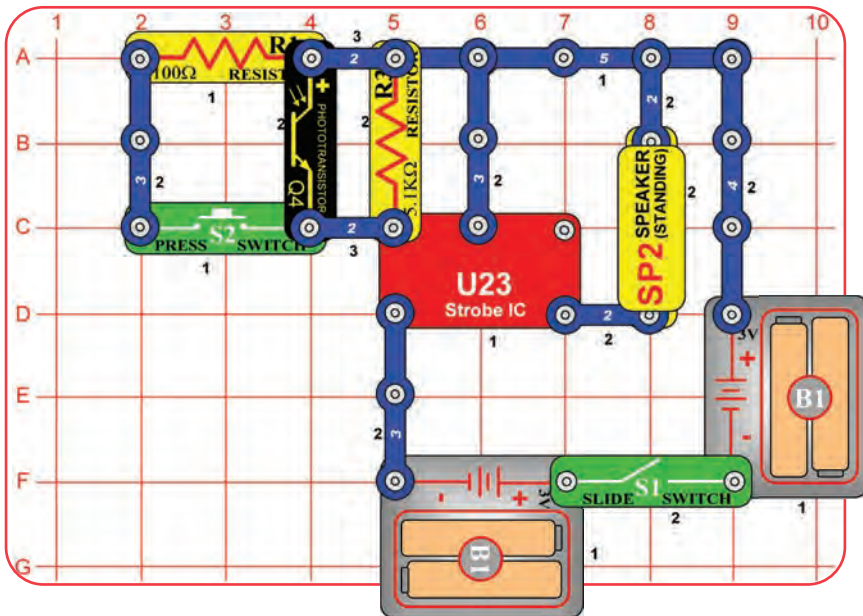 1 2 3 4 5 6 7 8 9 10
A
B
C
D
E
F
G
R1
100Ω RESISTOR
1
3
2
+
PHOTOTRANSISTOR
Q4
2
R3
RESISTOR
5.1KΩ
2
5
1
2
2
3
2
3
2
4
2
S2
PRESS SWITCH
1
2
3
SP2
SPEAKER
(STANDING)
2
U23
Strobe IC
1
2
2
3
2
3V
+
-
B1
1
S1
SLIDE SWITCH
2
-
+
3V
B1
1